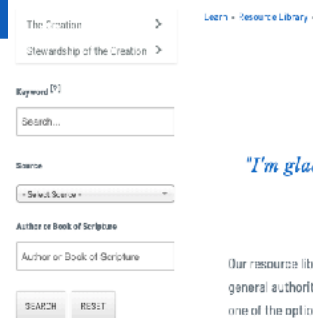 The Creation
Stewardship of the Creation
Keyword [?]
Search...
Source
- Select Source -
Author or Book of Scripture
Author or Book of Scripture
SEARCH RESET
Learn » Resource Library
"I'm glad
Our resource lib
general authorit
one of the optio